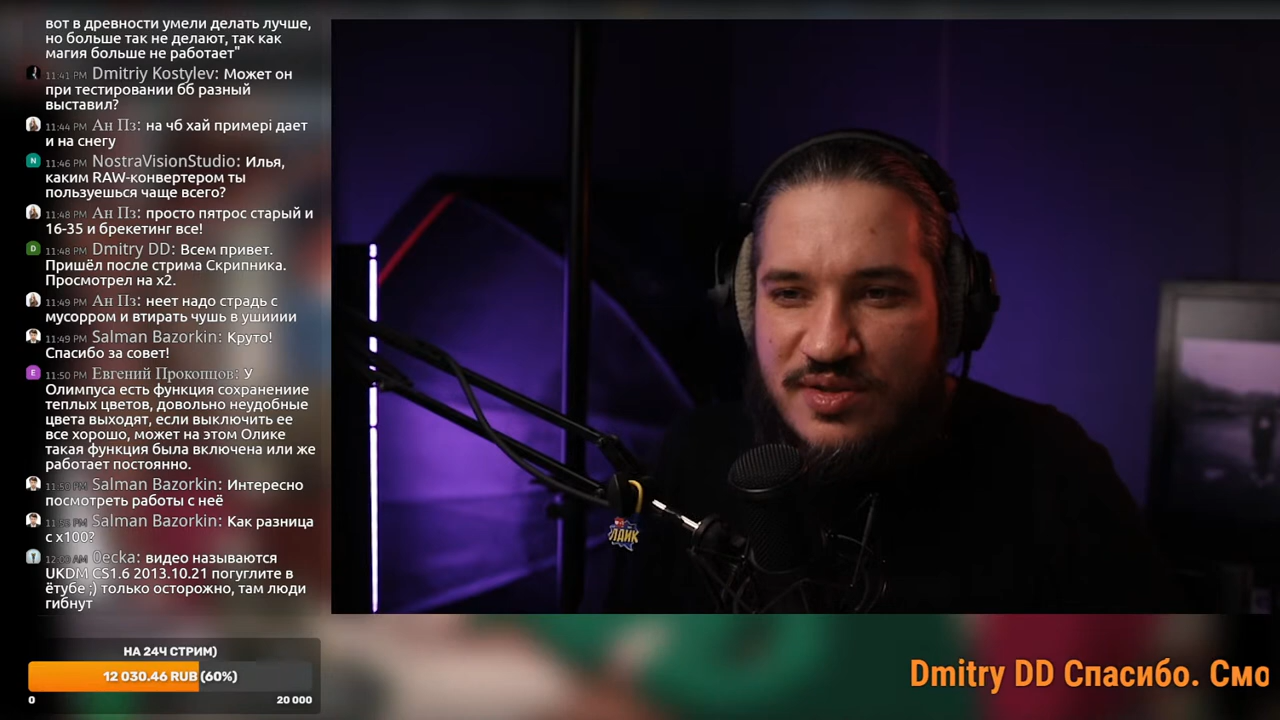 вот в древности умели делать лучше,
но больше так не делают, так как
магия больше не работает"
11:41 PM Dmitriy Kostylev: Может он
при тестировании бб разный
выставил?
11:44 PM Ан Пз: на чб хай примері дает
и на снегу
N 11:46 PM NostraVisionStudio: Илья,
каким RAW-конвертером ты
пользуешься чаще всего?
11:48 PM Ан Пз: просто пятрос старый и
16-35 и брекетинг все!
D 11:48 PM Dmitry DD: Всем привет.
Пришёл после стрима Скрипника.
Просмотрел на x2.
11:49 PM Ан Пз: неет надо страдь с
мусорром и втирать чушь в ушииии
11:49 PM Salman Bazorkin: Круто!
Спасибо за совет!
E 11:50 PM Евгений Прокопцов: У
Олимпуса есть функция сохранениие
теплых цветов, довольно неудобные
цвета выходят, если выключить ее
все хорошо, может на этом Олике
такая функция была включена или же
работает постоянно.
Salman Bazorkin: Интересно
посмотреть работы с неё
Salman Bazorkin: Как разница
с x100?
0ecka: видео называются
UKDM CS1.6 2013.10.21 погуглите в
ётубе ;) только осторожно, там люди
гибнут
ЛДИК
НА 24Ч СТРИМ)
12 030.46 RUB (60%)
0 20 000
Dmitry DD Спасибо. Смо